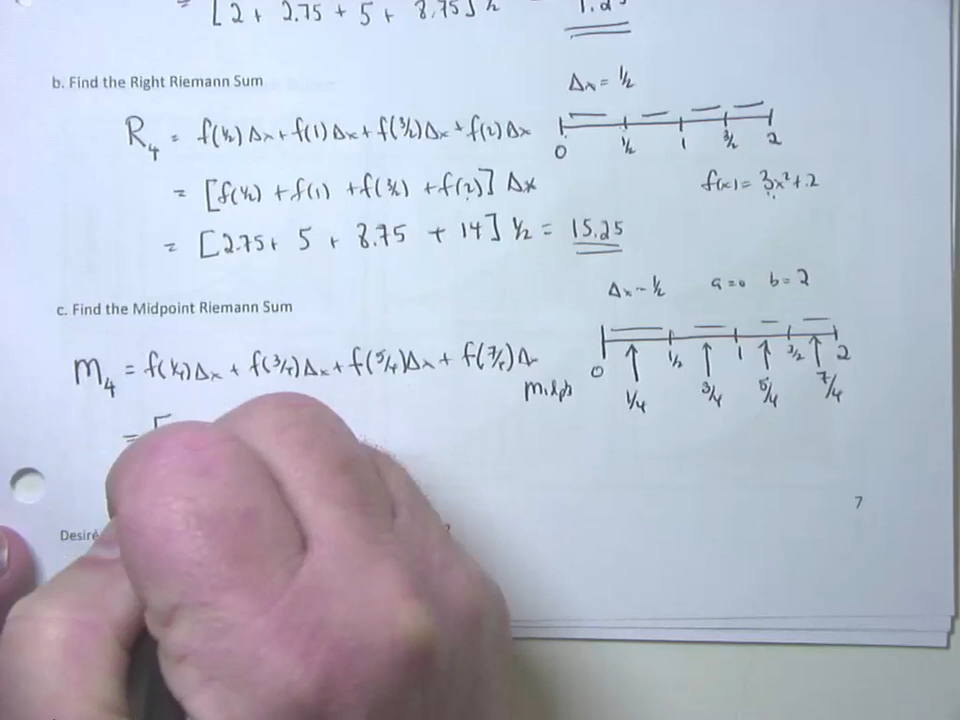 = [2 + 2.75 + 5 + 8.75] ½
b. Find the Right Riemann Sum
Δx = ½
R₄ = f(½)Δx + f(1)Δx + f(3/2)Δx + f(2)Δx
0 ½ 1 3/2 2
= [f(½) + f(1) + f(3/2) + f(2)] Δx
f(x) = 3x² + 2
= [2.75 + 5 + 8.75 + 14] ½ = 15.25
Δx = ½ a = 0 b = 2
c. Find the Midpoint Riemann Sum
M₄ = f(¼)Δx + f(3/4)Δx + f(5/4)Δx + f(7/4)Δx
0 ½ 1 3/2 2
midpts 1/4 3/4 5/4 7/4
= [
7
Desiré